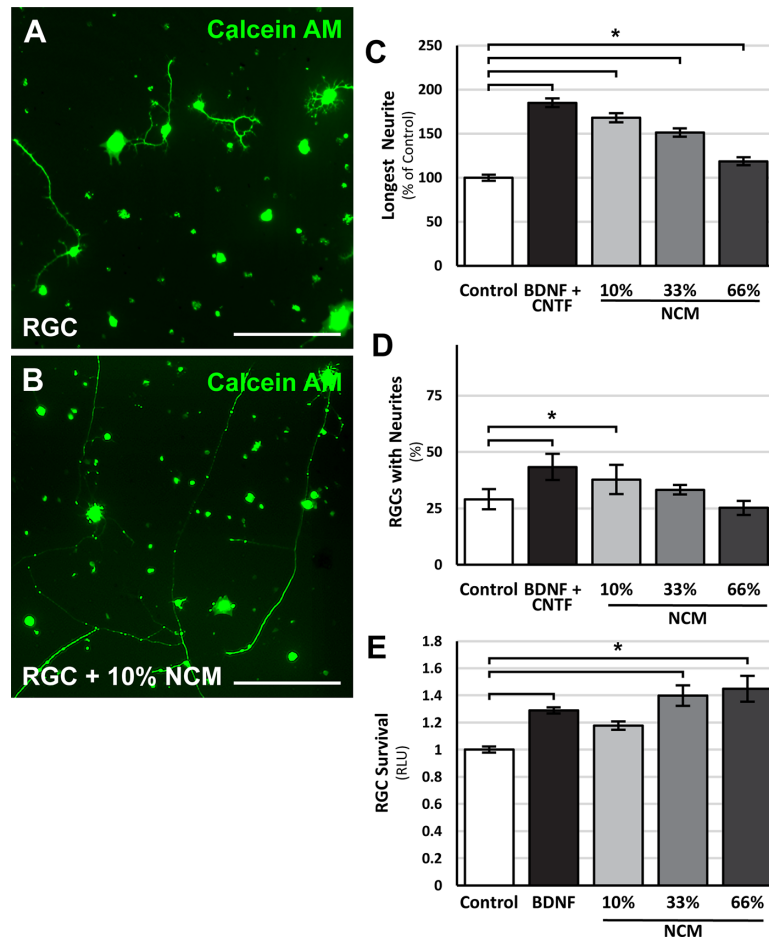 A
Calcein AM
RGC
B
Calcein AM
RGC + 10% NCM
C
Longest Neurite
(% of Control)
250
200
150
100
50
0
*
Control
BDNF +
CNTF
10%
33%
66%
NCM
D
RGCs with Neurites
(%)
75
50
25
0
*
Control
BDNF +
CNTF
10%
33%
66%
NCM
E
RGC Survival
(RLU)
1.8
1.6
1.4
1.2
1
0.8
0.6
0.4
0.2
0
*
Control
BDNF
10%
33%
66%
NCM